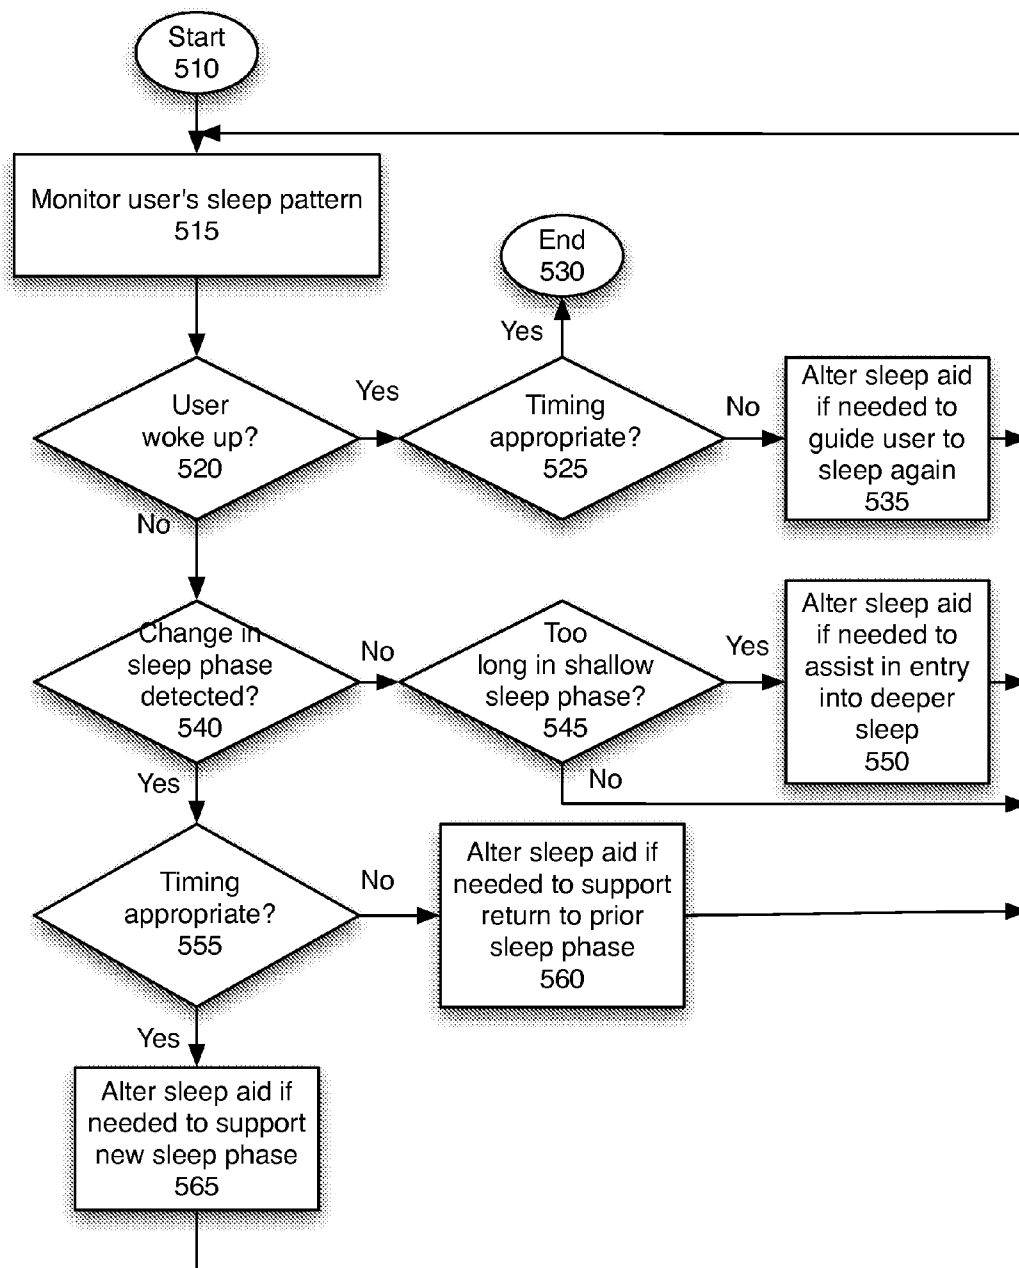 Start
510
Monitor user's sleep pattern
515
End
530
Yes
User
woke up?
520
Yes
Timing
appropriate?
525
No
Alter sleep aid
if needed to
guide user to
sleep again
535
No
Change in
sleep phase
detected?
540
No
Too
long in shallow
sleep phase?
545
Yes
Alter sleep aid
if needed to
assist in entry
into deeper
sleep
550
No
Yes
Timing
appropriate?
555
No
Alter sleep aid if
needed to support
return to prior
sleep phase
560
Yes
Alter sleep aid if
needed to support
new sleep phase
565